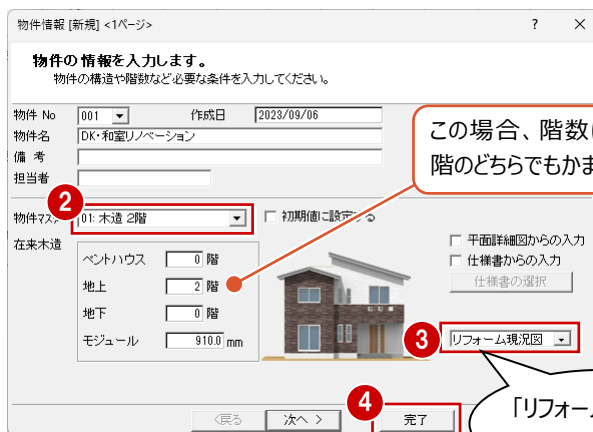 物件情報 [新規] <1ページ>
? ×
物件の情報を入力します。
物件の構造や階数など必要な条件を入力してください。
物件 No 001 作成日 2023/09/06
物件名 DK・和室リノベーション
備 考
担当者
この場合、階数
階のどちらでもかま
2
物件マス
01: 木造 2階
初期値に設定する
在来木造
ペントハウス 0 階
地上 2 階
地下 0 階
モジュール 910.0 mm
平面詳細図からの入力
仕様書からの入力
仕様書の選択
3
リフォーム現況図
4
<戻る 次へ > 完了
「リフォー